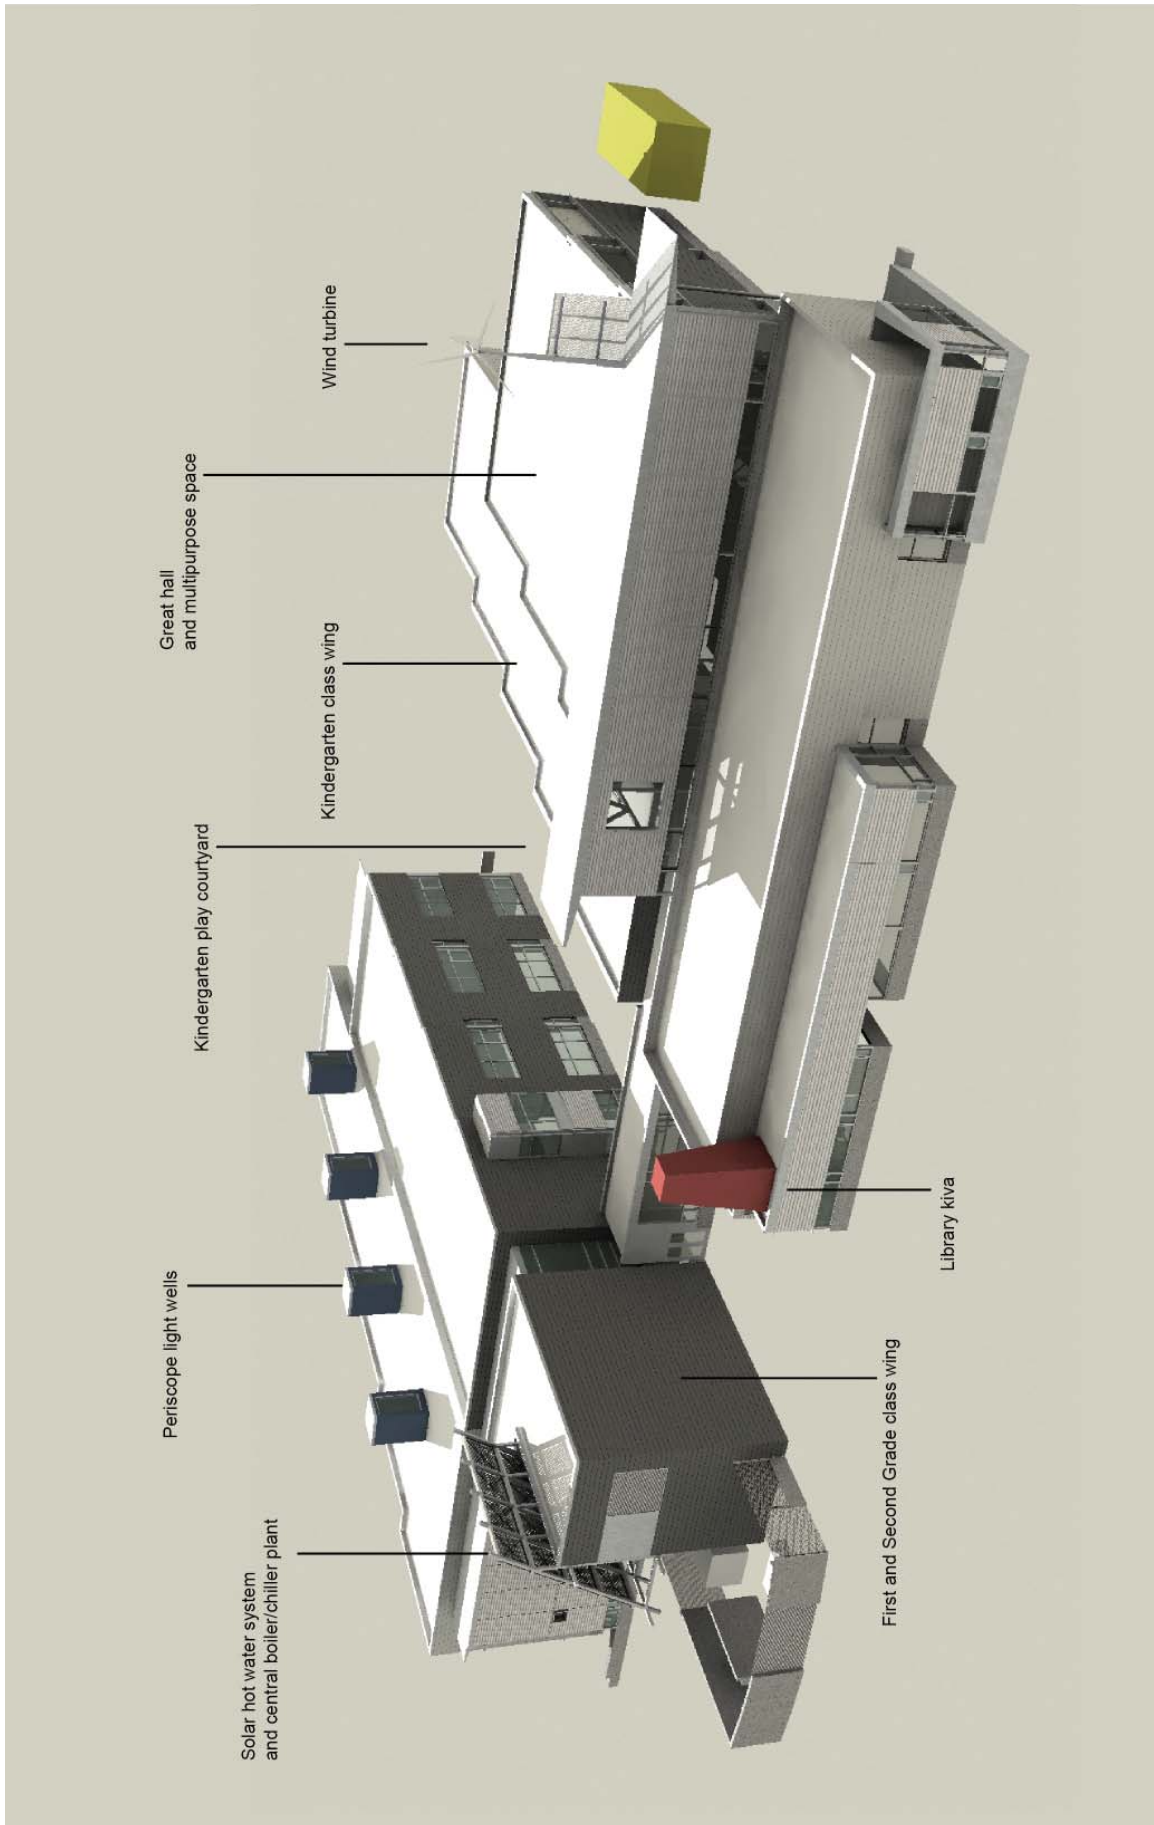 Solar hot water system
and central boiler/chiller plant
Periscope light wells
Kindergarten play courtyard
Great hall
and multipurpose space
Kindergarten class wing
Wind turbine
First and Second Grade class wing
Library kiva